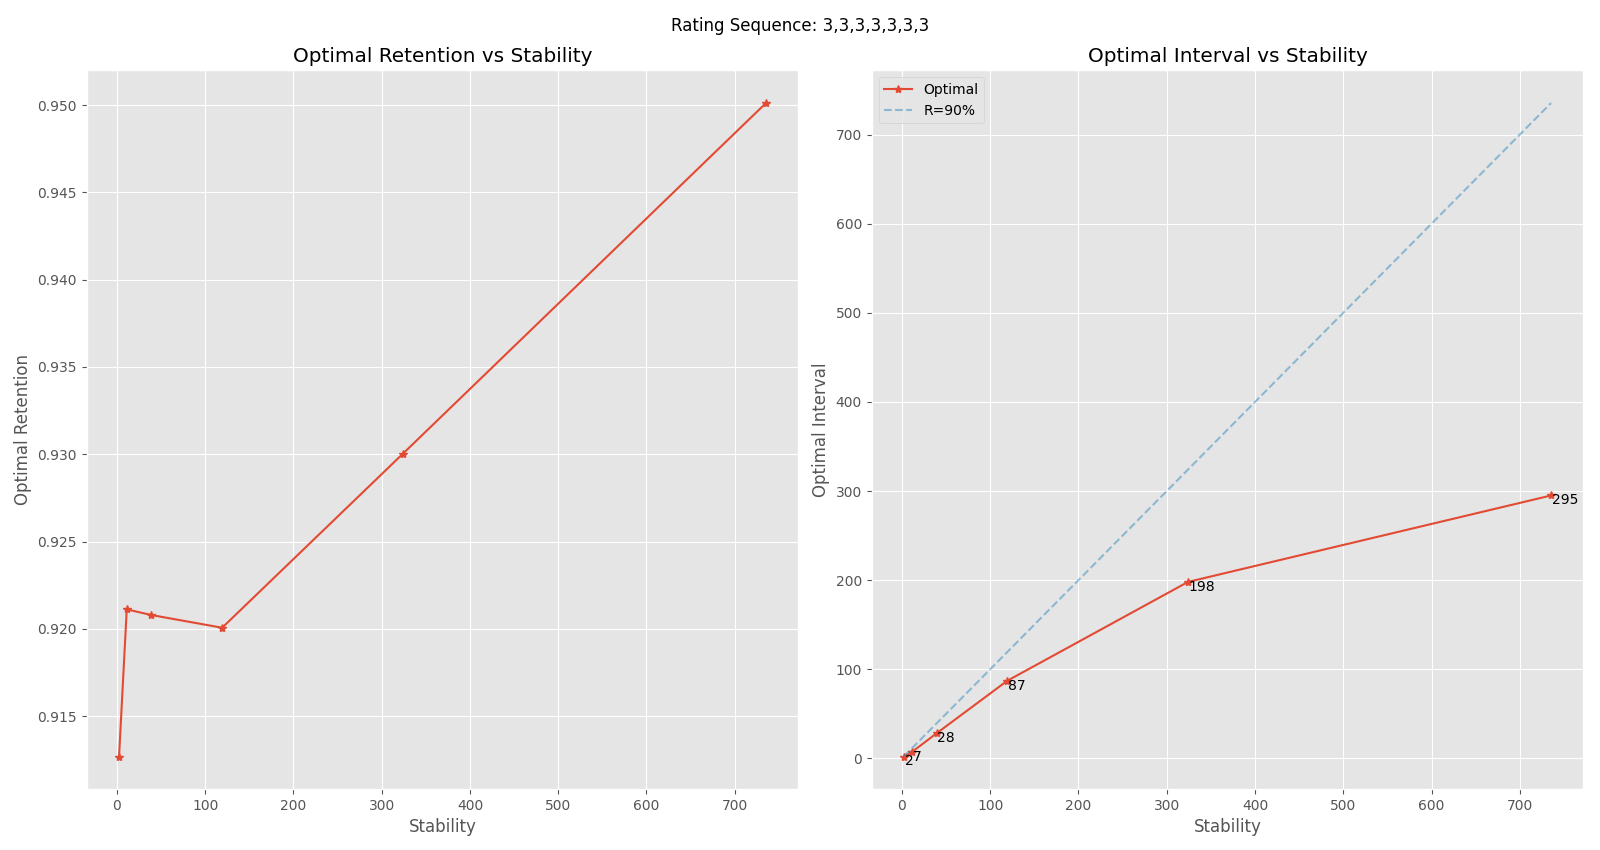 Rating Sequence: 3,3,3,3,3,3,3
Optimal Retention vs Stability
0.950
0.945
0.940
0.935
0.930
0.925
0.920
0.915
Optimal Retention
0 100 200 300 400 500 600 700
Stability
Optimal Interval vs Stability
Optimal
R=90%
700
600
500
400
300
200
100
0
Optimal Interval
2
7
28
87
198
295
0 100 200 300 400 500 600 700
Stability